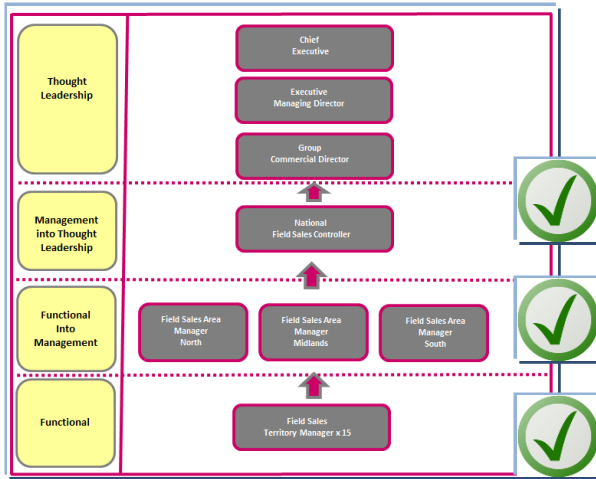 Thought
Leadership
Chief
Executive
Executive
Managing Director
Group
Commercial Director
Management
into Thought
Leadership
National
Field Sales Controller
Functional
Into
Management
Field Sales Area
Manager
North
Field Sales Area
Manager
Midlands
Field Sales Area
Manager
South
Functional
Field Sales
Territory Manager x 15